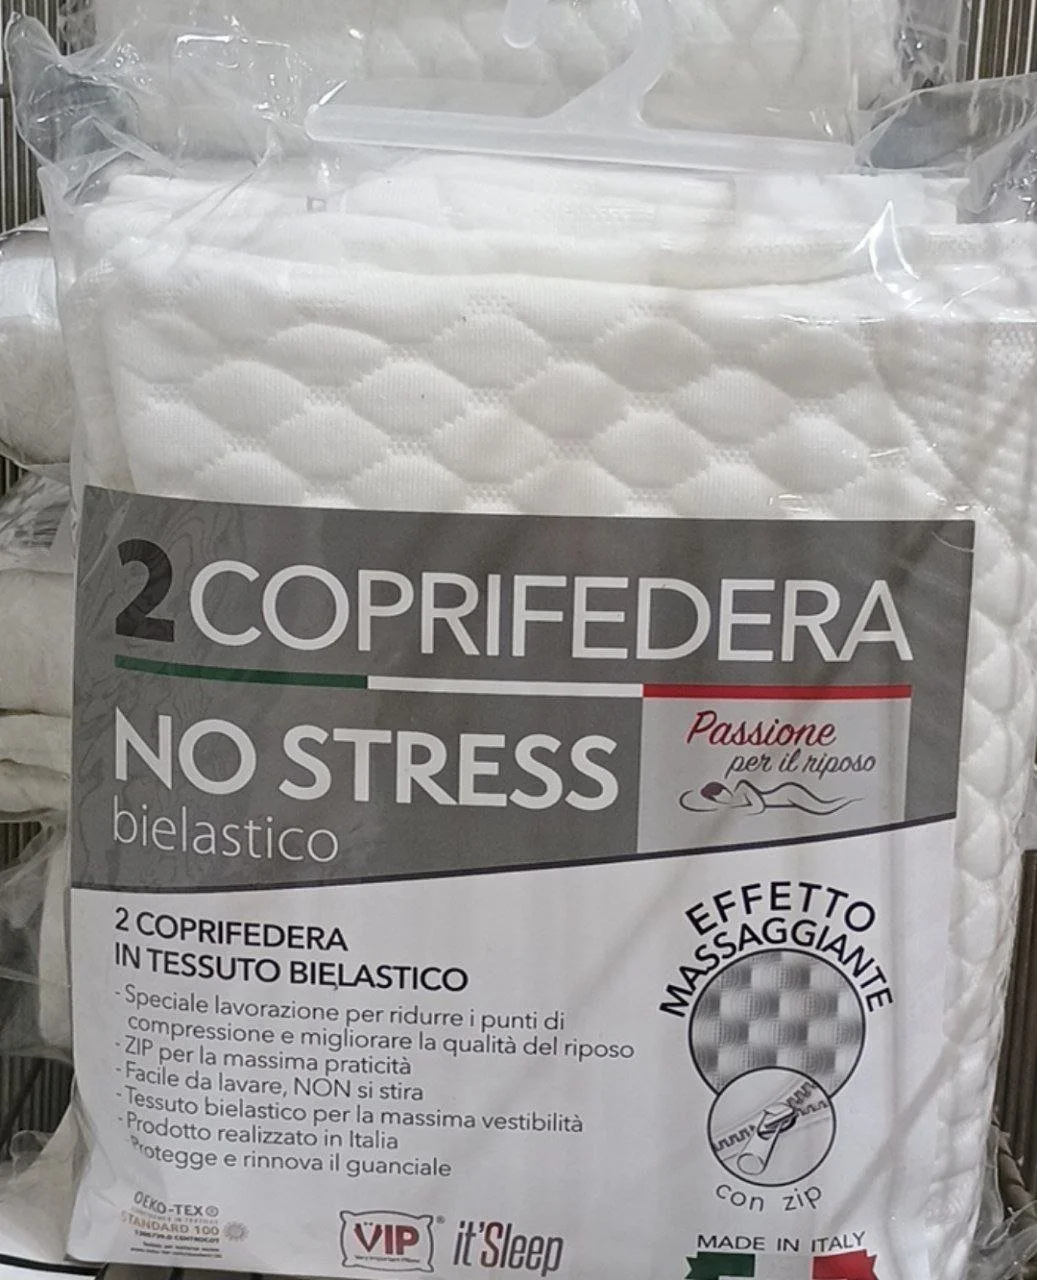 2 COPRIFEDERA
NO STRESS
bielastico
Passione
per il riposo
2 COPRIFEDERA
IN TESSUTO BIELASTICO
- Speciale lavorazione per ridurre i punti di
compressione e migliorare la qualità del riposo
- ZIP per la massima praticità
- Facile da lavare, NON si stira
- Tessuto bielastico per la massima vestibilità
- Prodotto realizzato in Italia
- Protegge e rinnova il guanciale
EFFETTO
MASSAGGIANTE
con zip
OEKO-TEX®
STANDARD 100
VIP®
it'Sleep
MADE IN ITALY